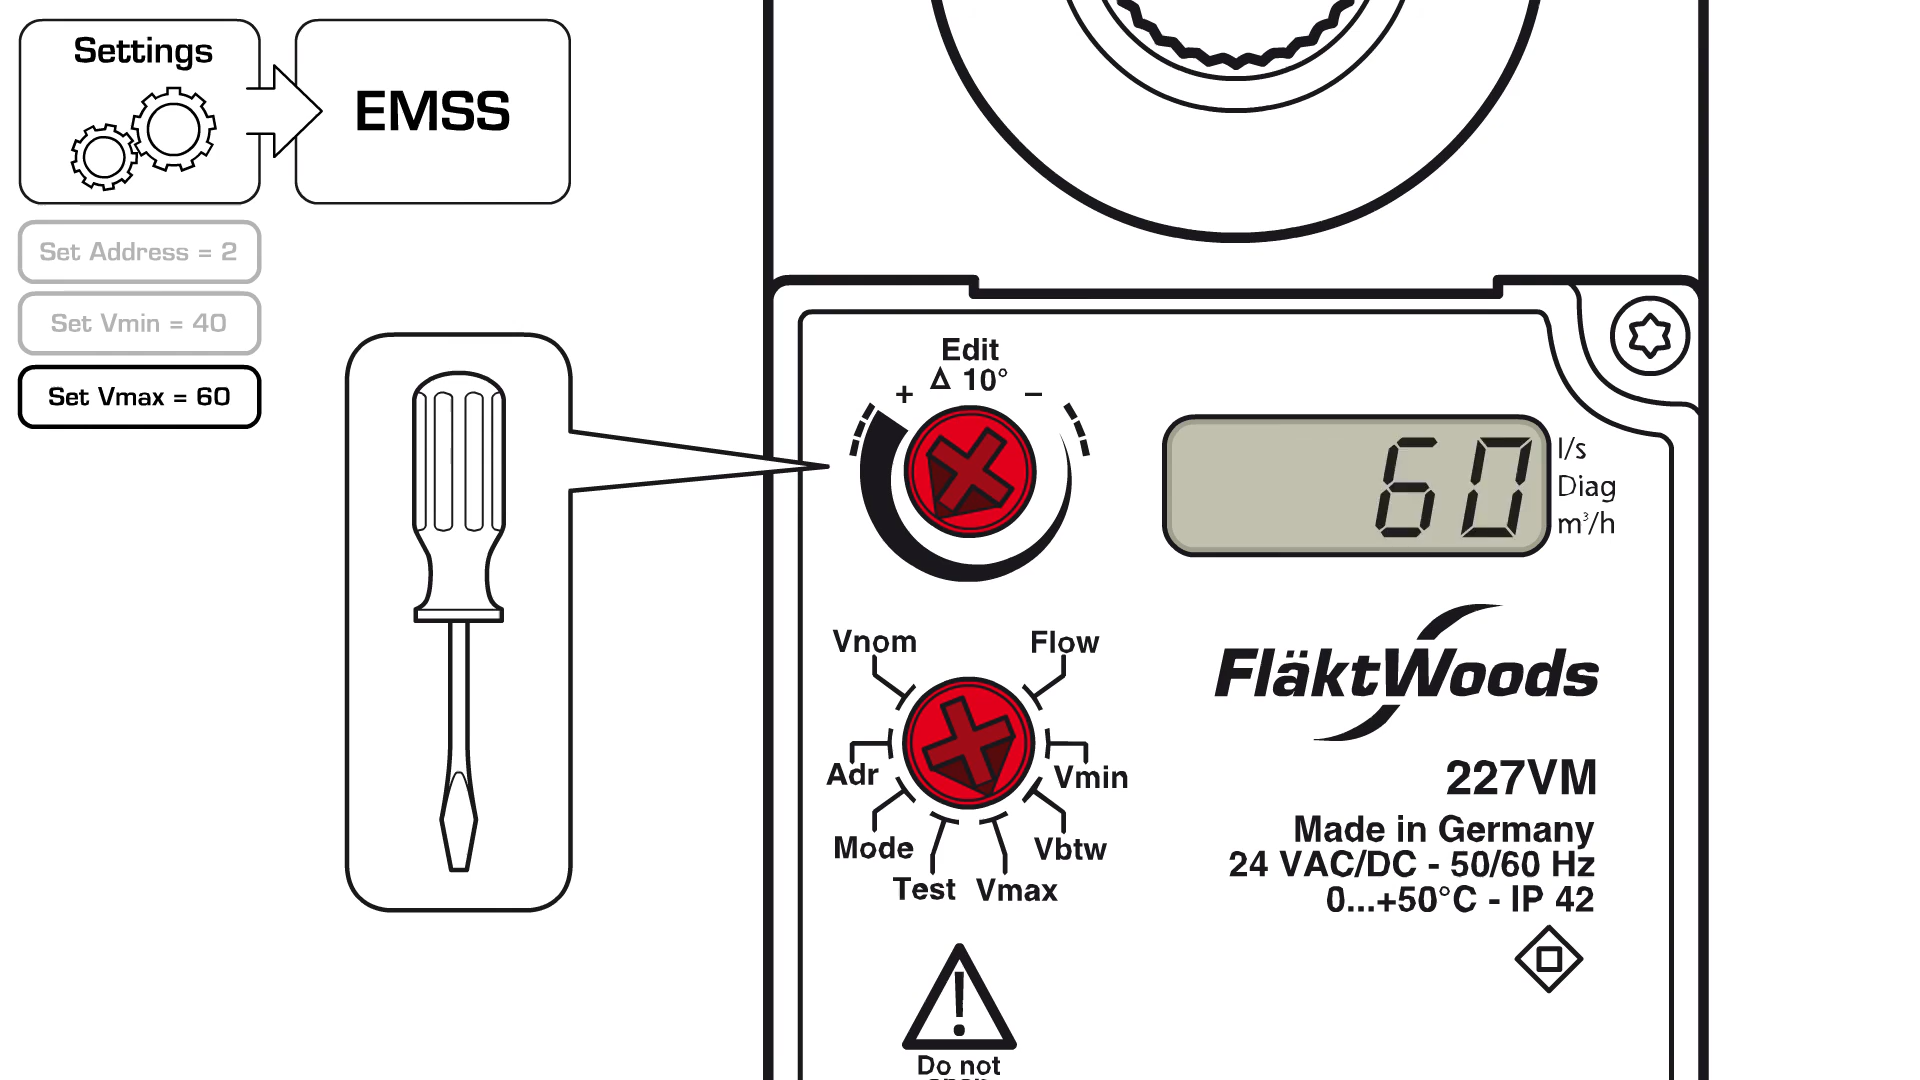 Settings
EMSS
Set Address = 2
Set Vmin = 40
Set Vmax = 60
Edit
Δ 10°
+ −
60
l/s
Diag
m³/h
Vnom Flow
Adr Vmin
Mode Vbtw
Test Vmax
FläktWoods
227VM
Made in Germany
24 VAC/DC - 50/60 Hz
0...+50°C - IP 42
!
Do not